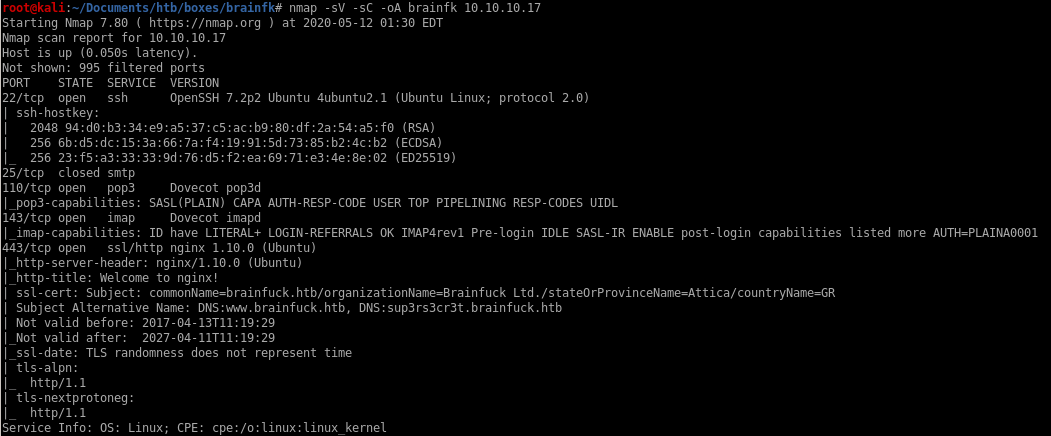 root@kali:~/Documents/htb/boxes/brainfk# nmap -sV -sC -oA brainfk 10.10.10.17
Starting Nmap 7.80 ( https://nmap.org ) at 2020-05-12 01:30 EDT
Nmap scan report for 10.10.10.17
Host is up (0.050s latency).
Not shown: 995 filtered ports
PORT    STATE  SERVICE  VERSION
22/tcp  open   ssh      OpenSSH 7.2p2 Ubuntu 4ubuntu2.1 (Ubuntu Linux; protocol 2.0)
| ssh-hostkey:
|   2048 94:d0:b3:34:e9:a5:37:c5:ac:b9:80:df:2a:54:a5:f0 (RSA)
|   256 6b:d5:dc:15:3a:66:7a:f4:19:91:5d:73:85:b2:4c:b2 (ECDSA)
|_  256 23:f5:a3:33:33:9d:76:d5:f2:ea:69:71:e3:4e:8e:02 (ED25519)
25/tcp  closed smtp
110/tcp open   pop3     Dovecot pop3d
|_pop3-capabilities: SASL(PLAIN) CAPA AUTH-RESP-CODE USER TOP PIPELINING RESP-CODES UIDL
143/tcp open   imap     Dovecot imapd
|_imap-capabilities: ID have LITERAL+ LOGIN-REFERRALS OK IMAP4rev1 Pre-login IDLE SASL-IR ENABLE post-login capabilities listed more AUTH=PLAINA0001
443/tcp open   ssl/http nginx 1.10.0 (Ubuntu)
|_http-server-header: nginx/1.10.0 (Ubuntu)
|_http-title: Welcome to nginx!
| ssl-cert: Subject: commonName=brainfuck.htb/organizationName=Brainfuck Ltd./stateOrProvinceName=Attica/countryName=GR
| Subject Alternative Name: DNS:www.brainfuck.htb, DNS:sup3rs3cr3t.brainfuck.htb
| Not valid before: 2017-04-13T11:19:29
|_Not valid after:  2027-04-11T11:19:29
|_ssl-date: TLS randomness does not represent time
| tls-alpn:
|_  http/1.1
| tls-nextprotoneg:
|_  http/1.1
Service Info: OS: Linux; CPE: cpe:/o:linux:linux_kernel